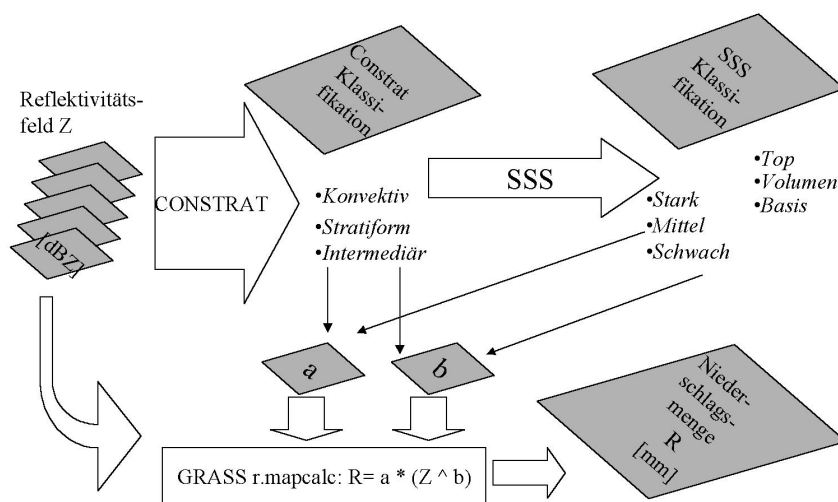 Reflektivitäts-
feld Z
[dBZ]
CONSTRAT
Constrat
Klassi-
fikation
•Konvektiv
•Stratiform
•Intermediär
SSS
SSS
Klassi-
fikation
•Top
•Volumen
•Basis
•Stark
•Mittel
•Schwach
a
b
GRASS r.mapcalc: R= a * (Z ^ b)
Nieder-
schlags-
menge
R
[mm]